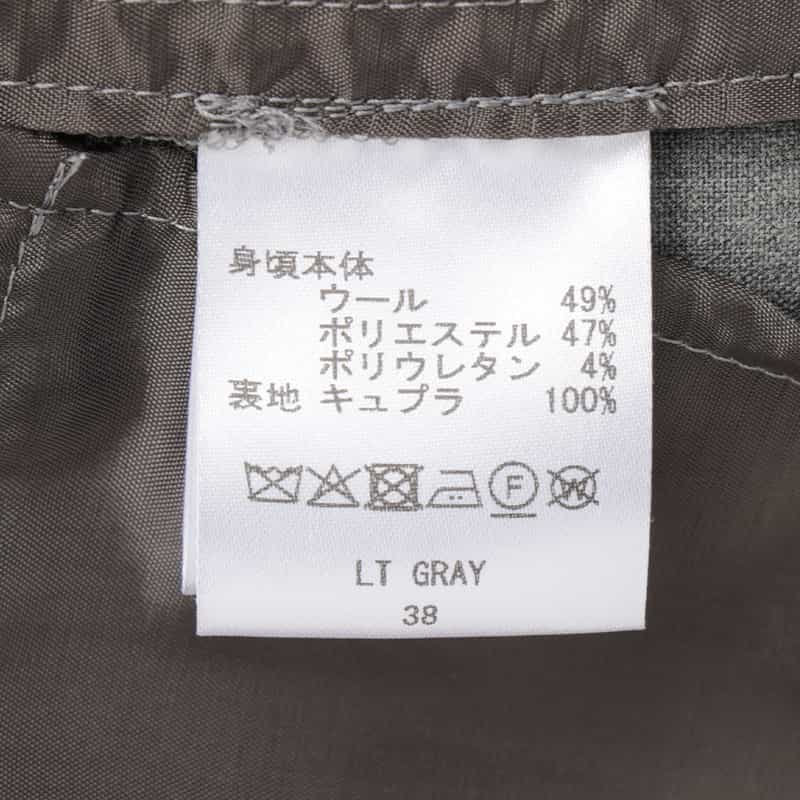 身頃本体
ウール 49%
ポリエステル 47%
ポリウレタン 4%
裏地 キュプラ 100%
F W
LT GRAY
38